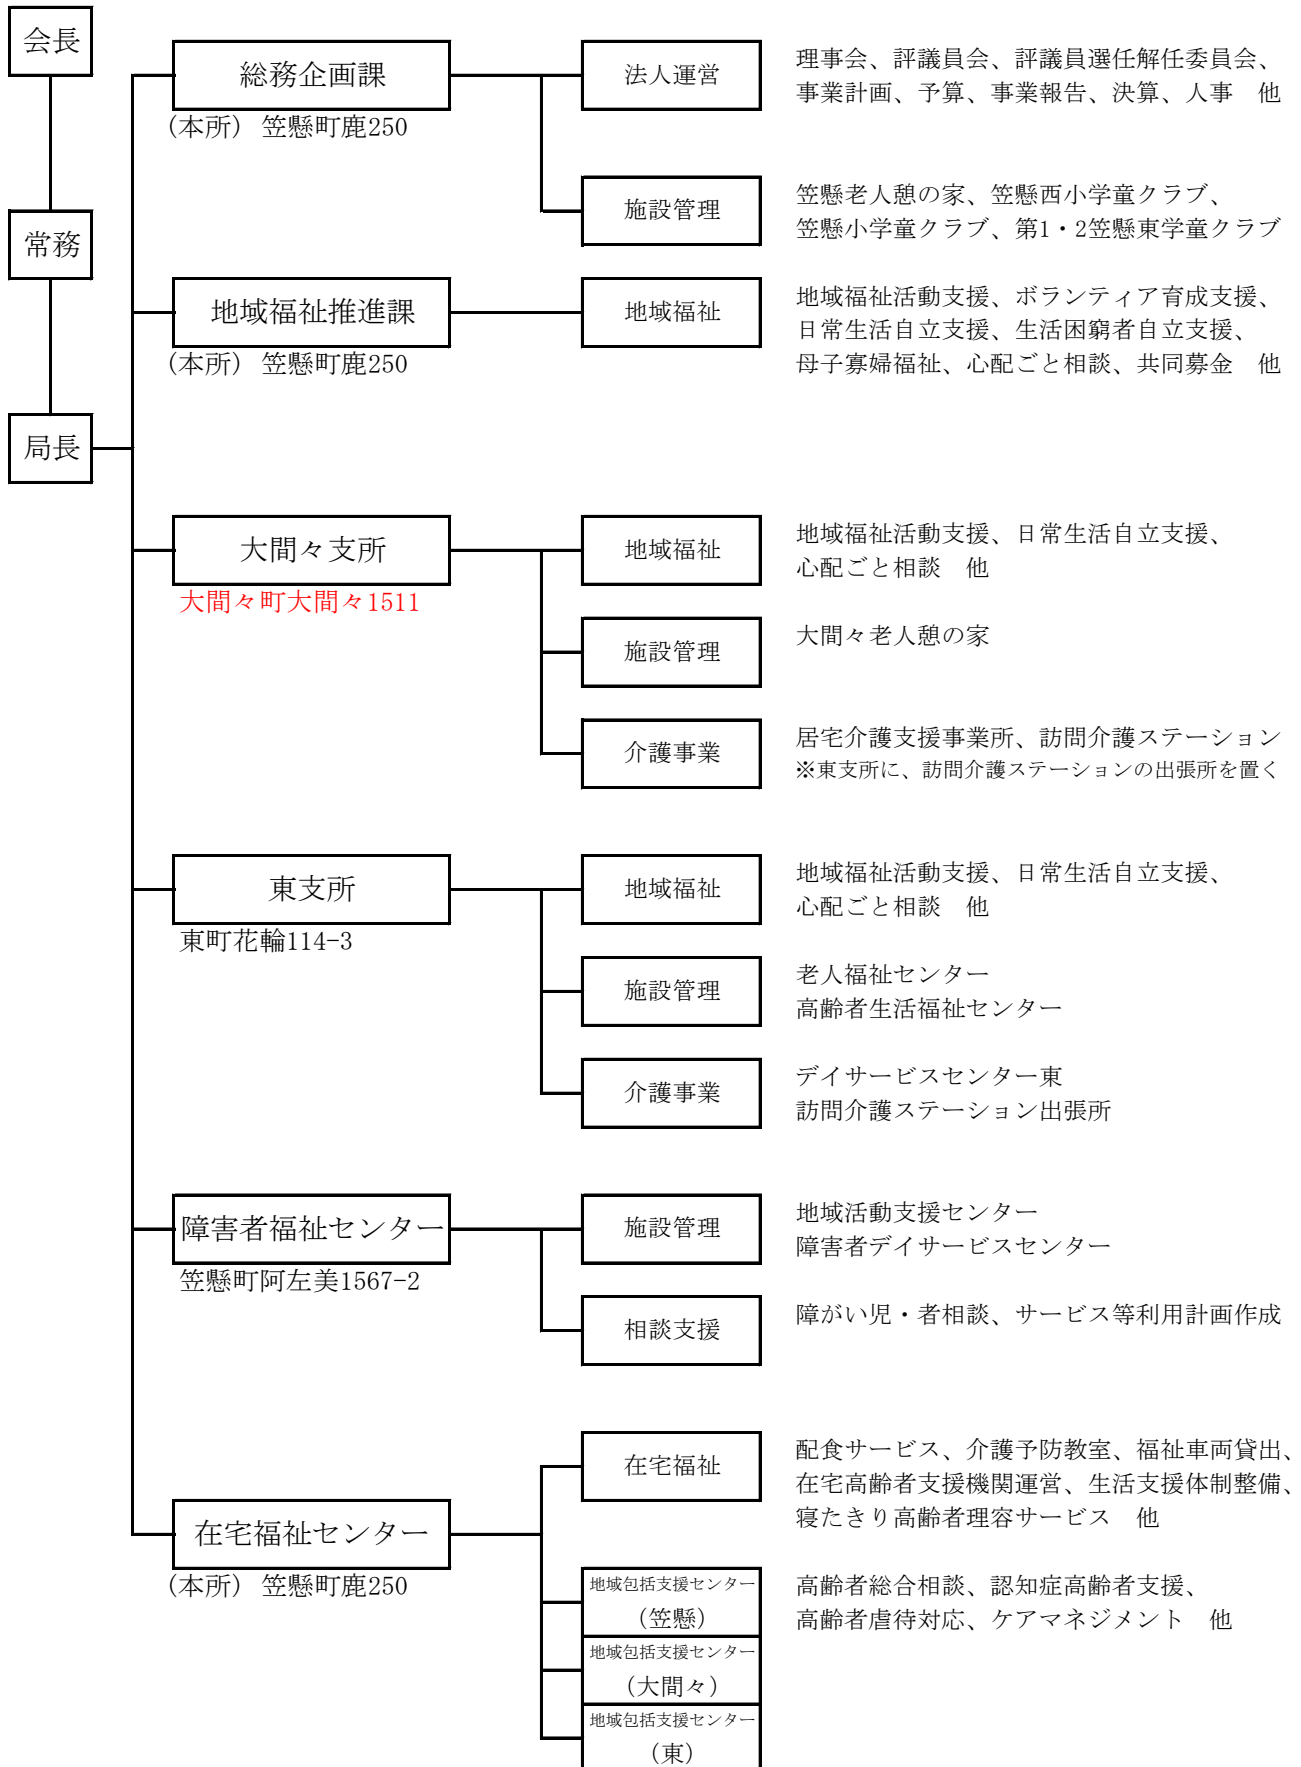 会長
常務
局長
総務企画課
(本所) 笠懸町鹿250
法人運営
理事会、評議員会、評議員選任解任委員会、
事業計画、予算、事業報告、決算、人事　他
施設管理
笠懸老人憩の家、笠懸西小学童クラブ、
笠懸小学童クラブ、第1・2笠懸東学童クラブ
地域福祉推進課
(本所) 笠懸町鹿250
地域福祉
地域福祉活動支援、ボランティア育成支援、
日常生活自立支援、生活困窮者自立支援、
母子寡婦福祉、心配ごと相談、共同募金　他
大間々支所
大間々町大間々1511
地域福祉
地域福祉活動支援、日常生活自立支援、
心配ごと相談　他
施設管理
大間々老人憩の家
介護事業
居宅介護支援事業所、訪問介護ステーション
※東支所に、訪問介護ステーションの出張所を置く
東支所
東町花輪114-3
地域福祉
地域福祉活動支援、日常生活自立支援、
心配ごと相談　他
施設管理
老人福祉センター
高齢者生活福祉センター
介護事業
デイサービスセンター東
訪問介護ステーション出張所
障害者福祉センター
笠懸町阿左美1567-2
施設管理
地域活動支援センター
障害者デイサービスセンター
相談支援
障がい児・者相談、サービス等利用計画作成
在宅福祉センター
(本所) 笠懸町鹿250
在宅福祉
配食サービス、介護予防教室、福祉車両貸出、
在宅高齢者支援機関運営、生活支援体制整備、
寝たきり高齢者理容サービス　他
地域包括支援センター
（笠懸）
高齢者総合相談、認知症高齢者支援、
高齢者虐待対応、ケアマネジメント　他
地域包括支援センター
（大間々）
地域包括支援センター
（東）